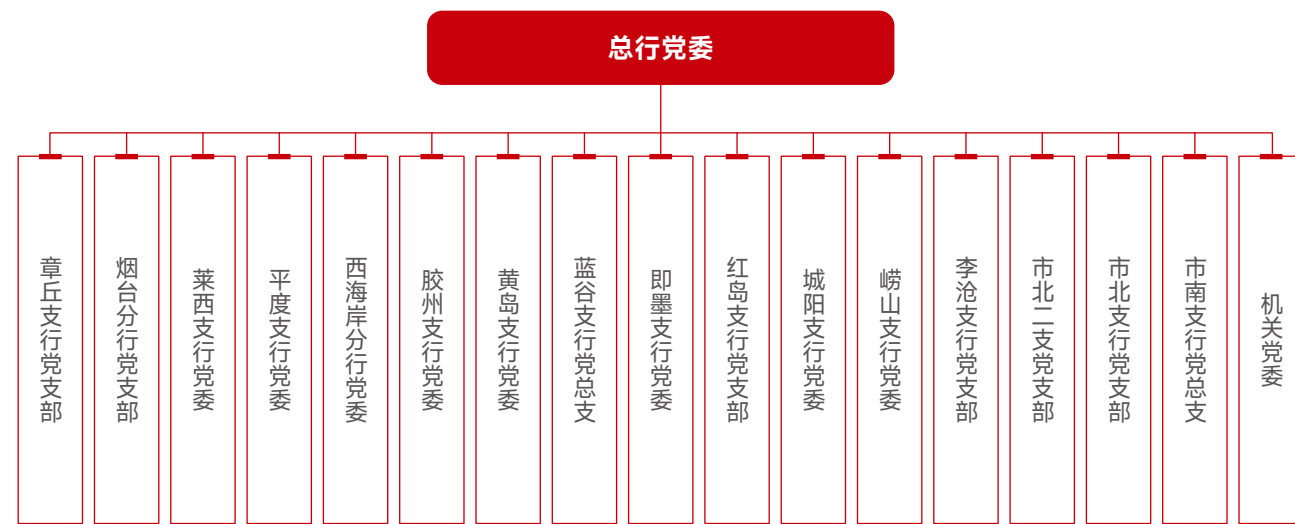 总行党委
章丘支行党支部
烟台分行党支部
莱西支行党委
平度支行党委
西海岸分行党委
胶州支行党委
黄岛支行党委
蓝谷支行党总支
即墨支行党委
红岛支行党支部
城阳支行党委
崂山支行党委
李沧支行党支部
市北二支党支部
市北支行党支部
市南支行党总支
机关党委